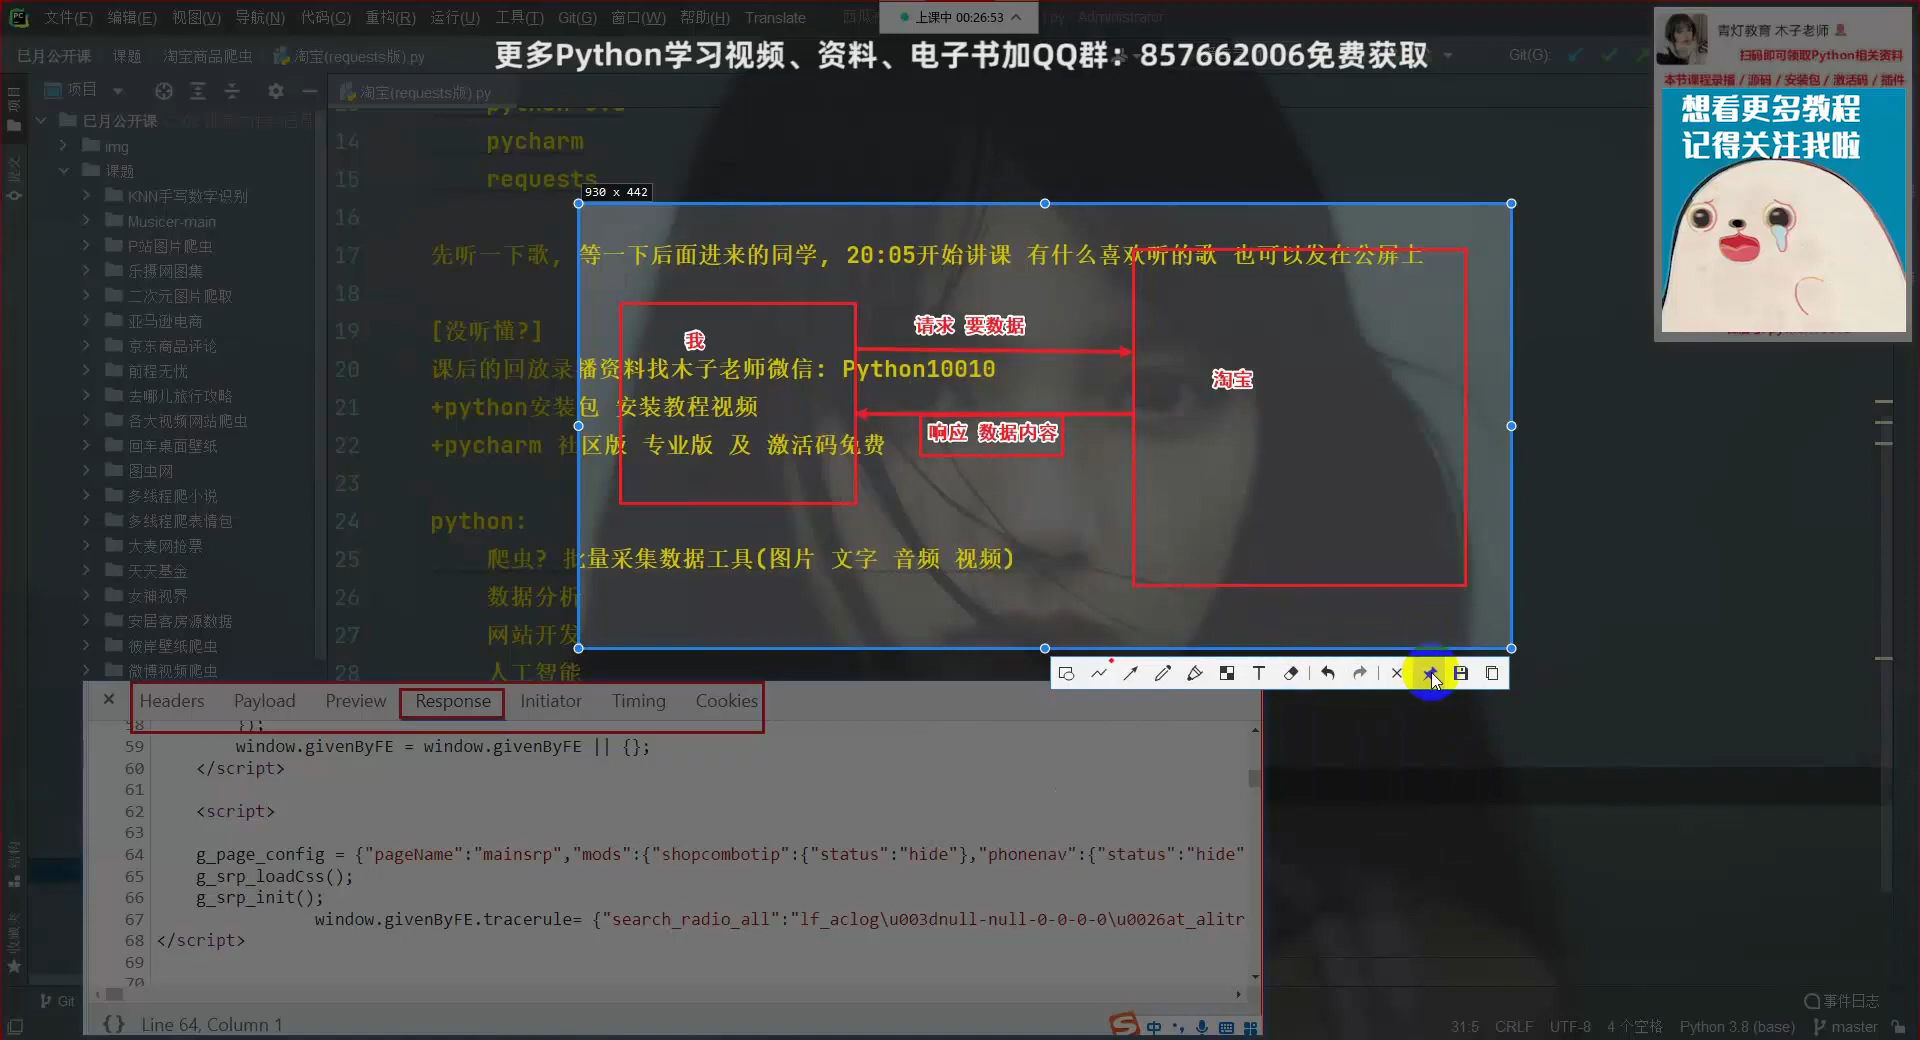 文件(F) 编辑(E) 视图(V) 导航(N) 代码(C) 重构(R) 运行(U) 工具(T) Git(G) 窗口(W) 帮助(H) Translate
上课中 00:26:53
py - Administrator
更多Python学习视频、资料、电子书加QQ群：857662006免费获取
巳月公开课 课题 淘宝商品爬虫 淘宝(requests版).py
Git(G):
青灯教育 木子老师
扫码即可领取Python相关资料
本节课程录播 / 源码 / 安装包 / 激活码 / 插件
想看更多教程
记得关注我啦
项目
项目
淘宝(requests版).py
巳月公开课
img
课题
KNN手写数字识别
Musicer-main
P站图片爬虫
乐摄网图集
二次元图片爬取
亚马逊电商
京东商品评论
前程无忧
去哪儿旅行攻略
各大视频网站爬虫
回车桌面壁纸
图虫网
多线程爬小说
多线程爬表情包
大麦网抢票
天天基金
女神视界
安居客房源数据
彼岸壁纸爬虫
微博视频爬虫
14 pycharm
15 requests
930 x 442
16
17 先听一下歌, 等一下后面进来的同学, 20:05开始讲课 有什么喜欢听的歌 也可以发在公屏上
18
19 [没听懂?]
20 课后的回放录播资料找木子老师微信: Python10010
21 +python安装包 安装教程视频
22 +pycharm 社区版 专业版 及 激活码免费
23
24 python:
25 爬虫? 批量采集数据工具(图片 文字 音频 视频)
26 数据分析
27 网站开发
28 人工智能
我
请求 要数据
淘宝
响应 数据内容
Headers Payload Preview Response Initiator Timing Cookies
58 });
59 window.givenByFE = window.givenByFE || {};
60 </script>
61
62 <script>
63
64 g_page_config = {"pageName":"mainsrp","mods":{"shopcombotip":{"status":"hide"},"phonenav":{"status":"hide"
65 g_srp_loadCss();
66 g_srp_init();
67 window.givenByFE.tracerule= {"search_radio_all":"lf_aclog\u003dnull-null-0-0-0-0\u0026at_alitr
68 </script>
69
70
{} Line 64, Column 1
中
Git
事件日志
31:5 CRLF UTF-8 4 个空格 Python 3.8 (base) master